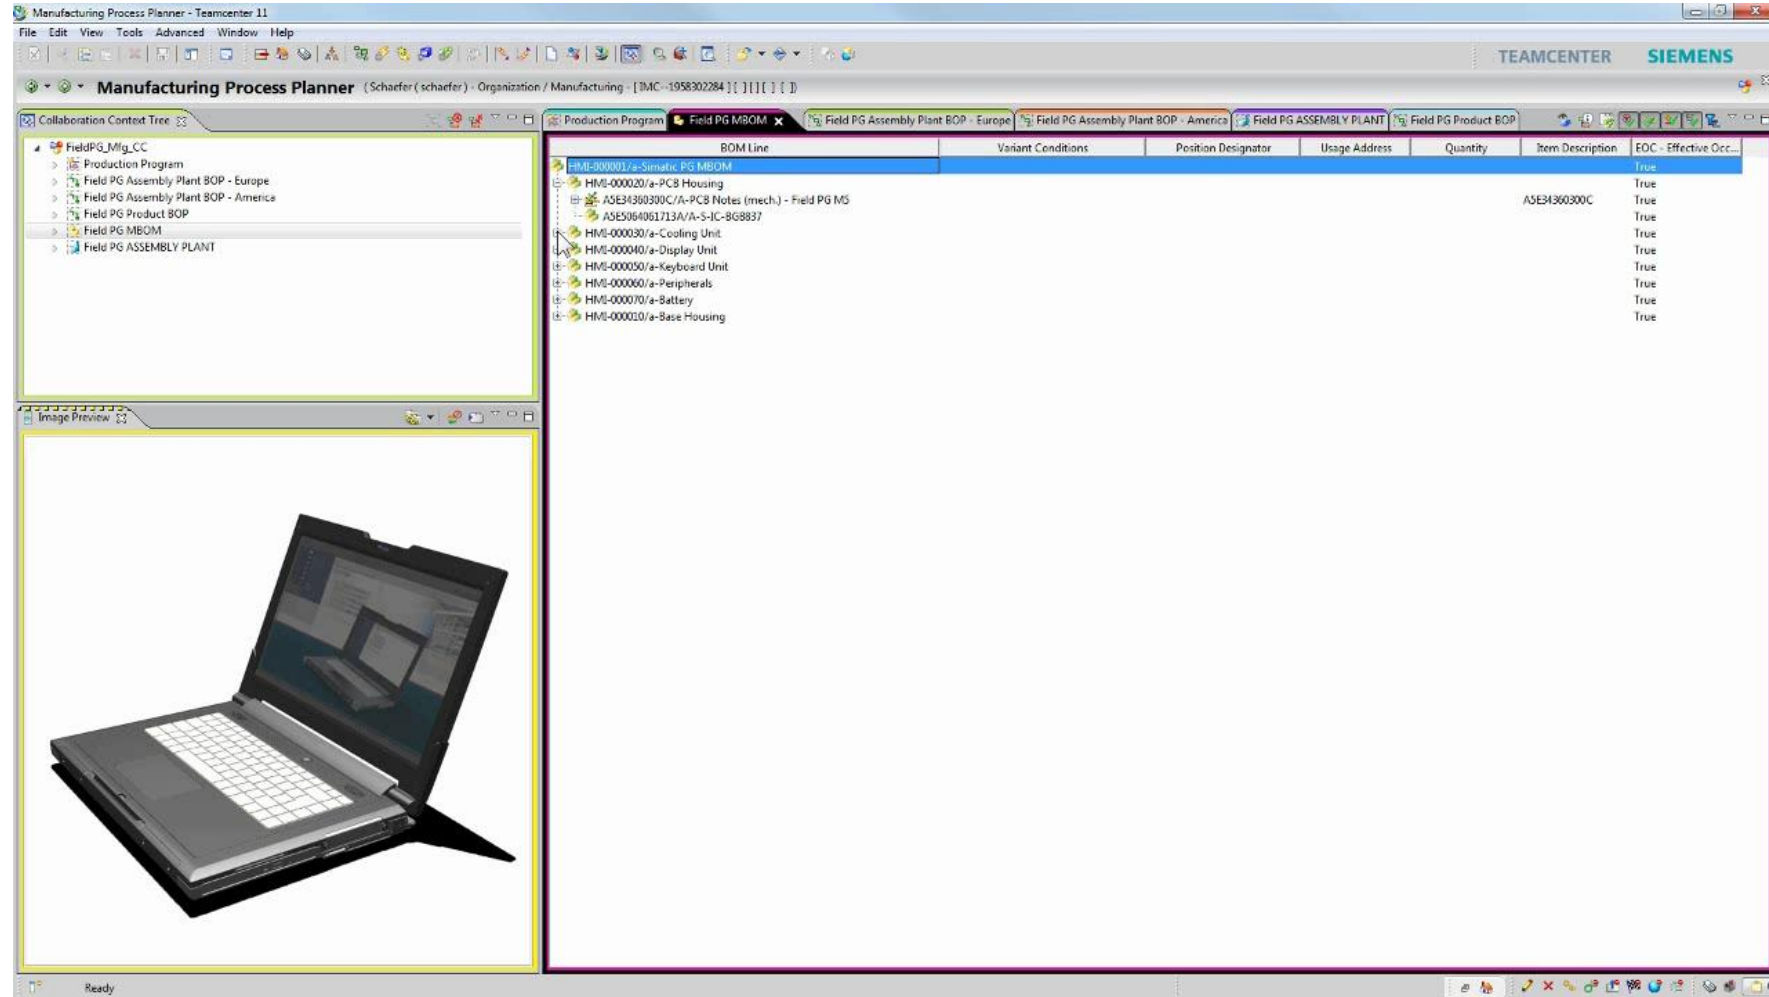 Manufacturing Process Planner - Teamcenter 11
File Edit View Tools Advanced Window Help
TEAMCENTER SIEMENS
Manufacturing Process Planner ( Schaefer ( schaefer ) - Organization / Manufacturing - [ IMC--1958302284 ] [ ] [ ] [ ] [ ])
Collaboration Context Tree
FieldPG_Mfg_CC
Production Program
Field PG Assembly Plant BOP - Europe
Field PG Assembly Plant BOP - America
Field PG Product BOP
Field PG MBOM
Field PG ASSEMBLY PLANT
Image Preview
Production Program Field PG MBOM Field PG Assembly Plant BOP - Europe Field PG Assembly Plant BOP - America Field PG ASSEMBLY PLANT Field PG Product BOP
BOM Line Variant Conditions Position Designator Usage Address Quantity Item Description EOC - Effective Occ...
HMI-000001/a-Simatic PG MBOM True
HMI-000020/a-PCB Housing True
A5E34360300C/A-PCB Notes (mech.) - Field PG M5 A5E34360300C True
A5E5064061713A/A-S-IC-BG8837 True
HMI-000030/a-Cooling Unit True
HMI-000040/a-Display Unit True
HMI-000050/a-Keyboard Unit True
HMI-000060/a-Peripherals True
HMI-000070/a-Battery True
HMI-000010/a-Base Housing True
Ready